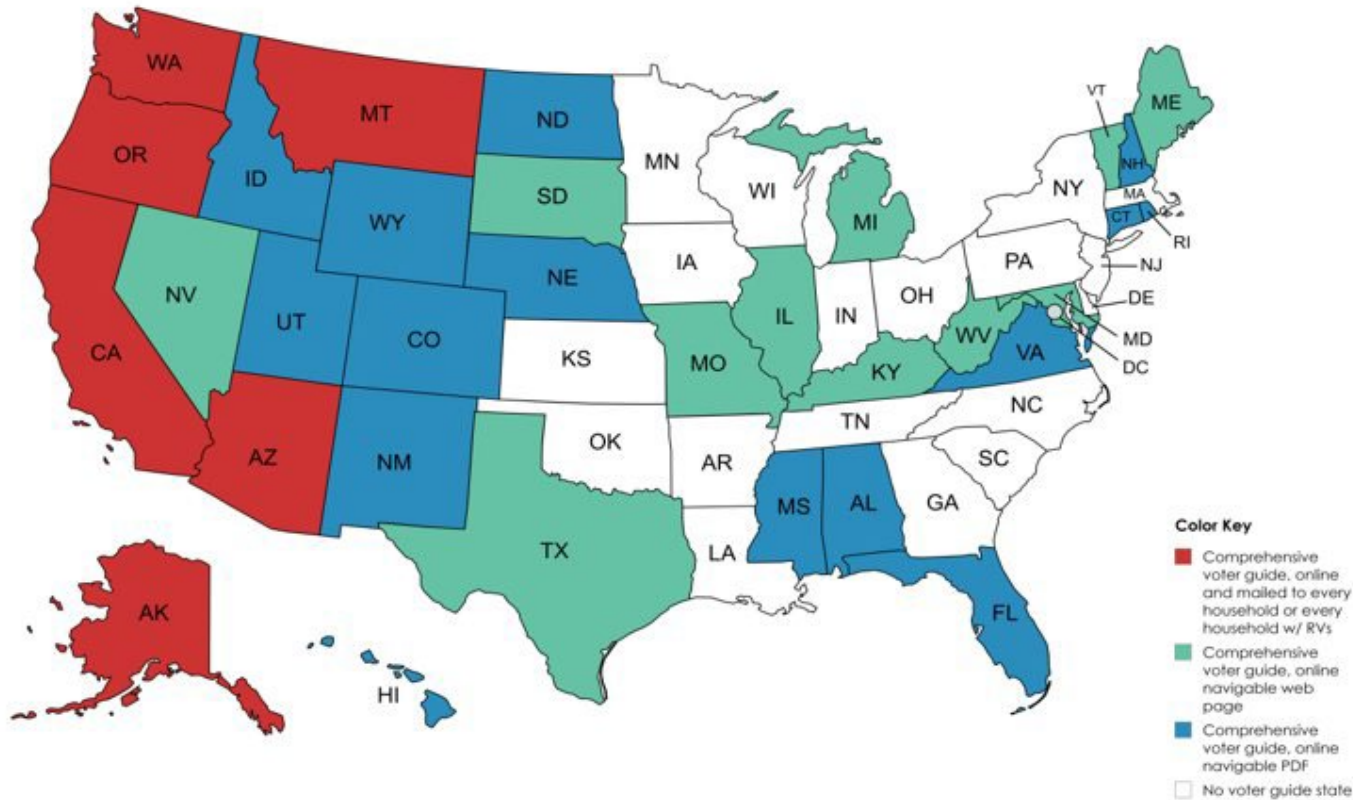 WA
MT
ND
MN
VT
ME
OR
ID
SD
WI
NY
NH
MA
WY
MI
CT
RI
NV
NE
IA
PA
NJ
UT
CO
IL
IN
OH
DE
CA
KS
MO
WV
VA
MD
KY
DC
AZ
NM
OK
AR
TN
NC
SC
MS
AL
GA
TX
LA
FL
AK
HI
Color Key
Comprehensive
voter guide, online
and mailed to every
household or every
household w/ RVs
Comprehensive
voter guide, online
navigable web
page
Comprehensive
voter guide, online
navigable PDF
No voter guide state